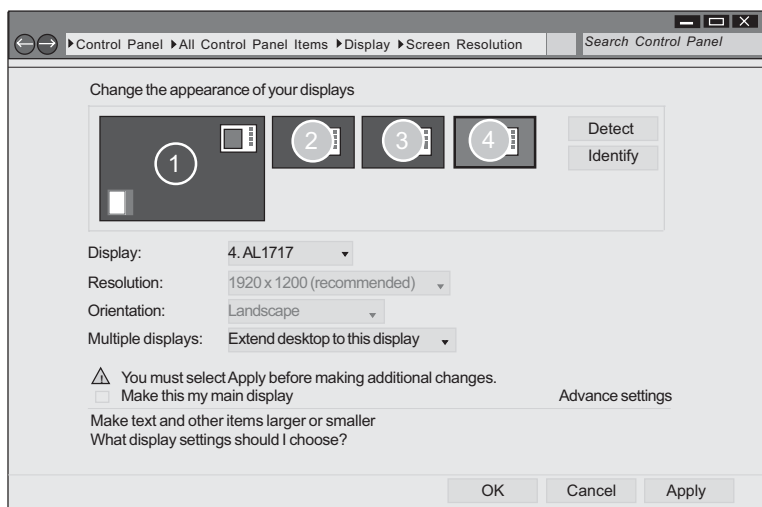 Control Panel All Control Panel Items Display Screen Resolution Search Control Panel
Change the appearance of your displays
1 2 3 4 Detect
Identify
Display: 4. AL1717
Resolution: 1920 x 1200 (recommended)
Orientation: Landscape
Multiple displays: Extend desktop to this display
You must select Apply before making additional changes.
Make this my main display Advance settings
Make text and other items larger or smaller
What display settings should I choose?
OK Cancel Apply